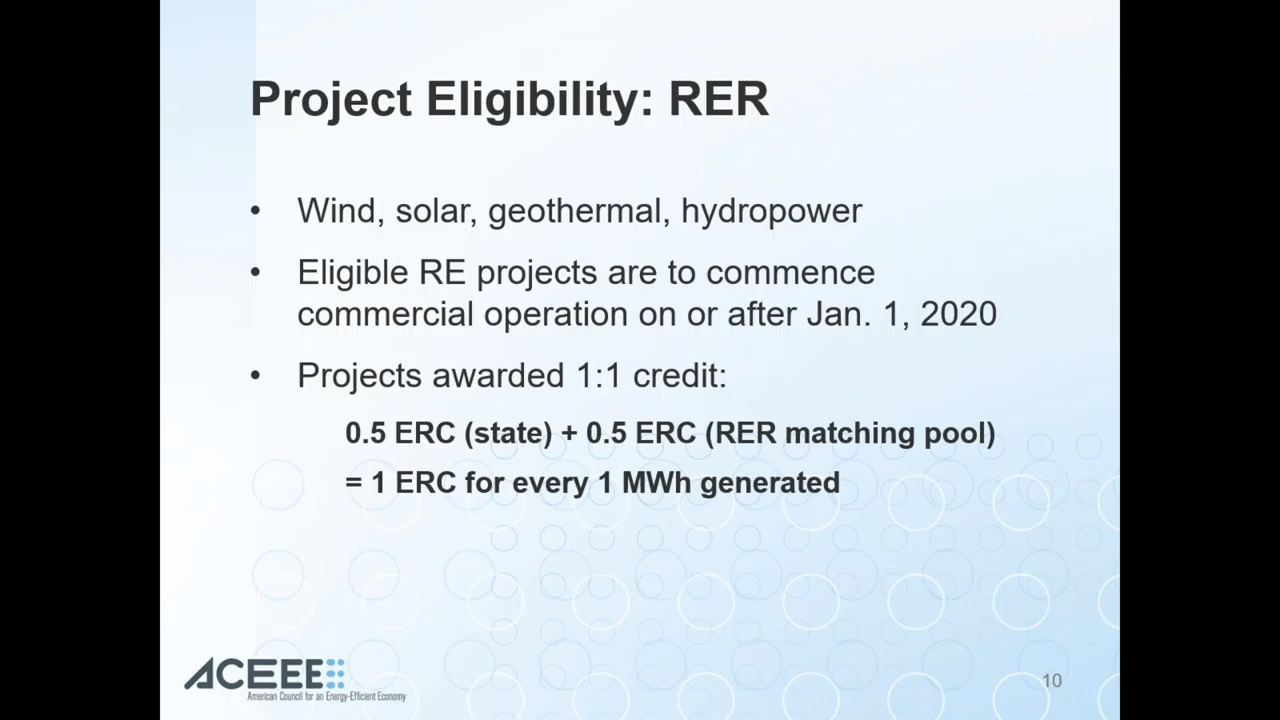 Project Eligibility: RER
• Wind, solar, geothermal, hydropower
• Eligible RE projects are to commence
commercial operation on or after Jan. 1, 2020
• Projects awarded 1:1 credit:
0.5 ERC (state) + 0.5 ERC (RER matching pool)
= 1 ERC for every 1 MWh generated
ACEEE
American Council for an Energy-Efficient Economy
10